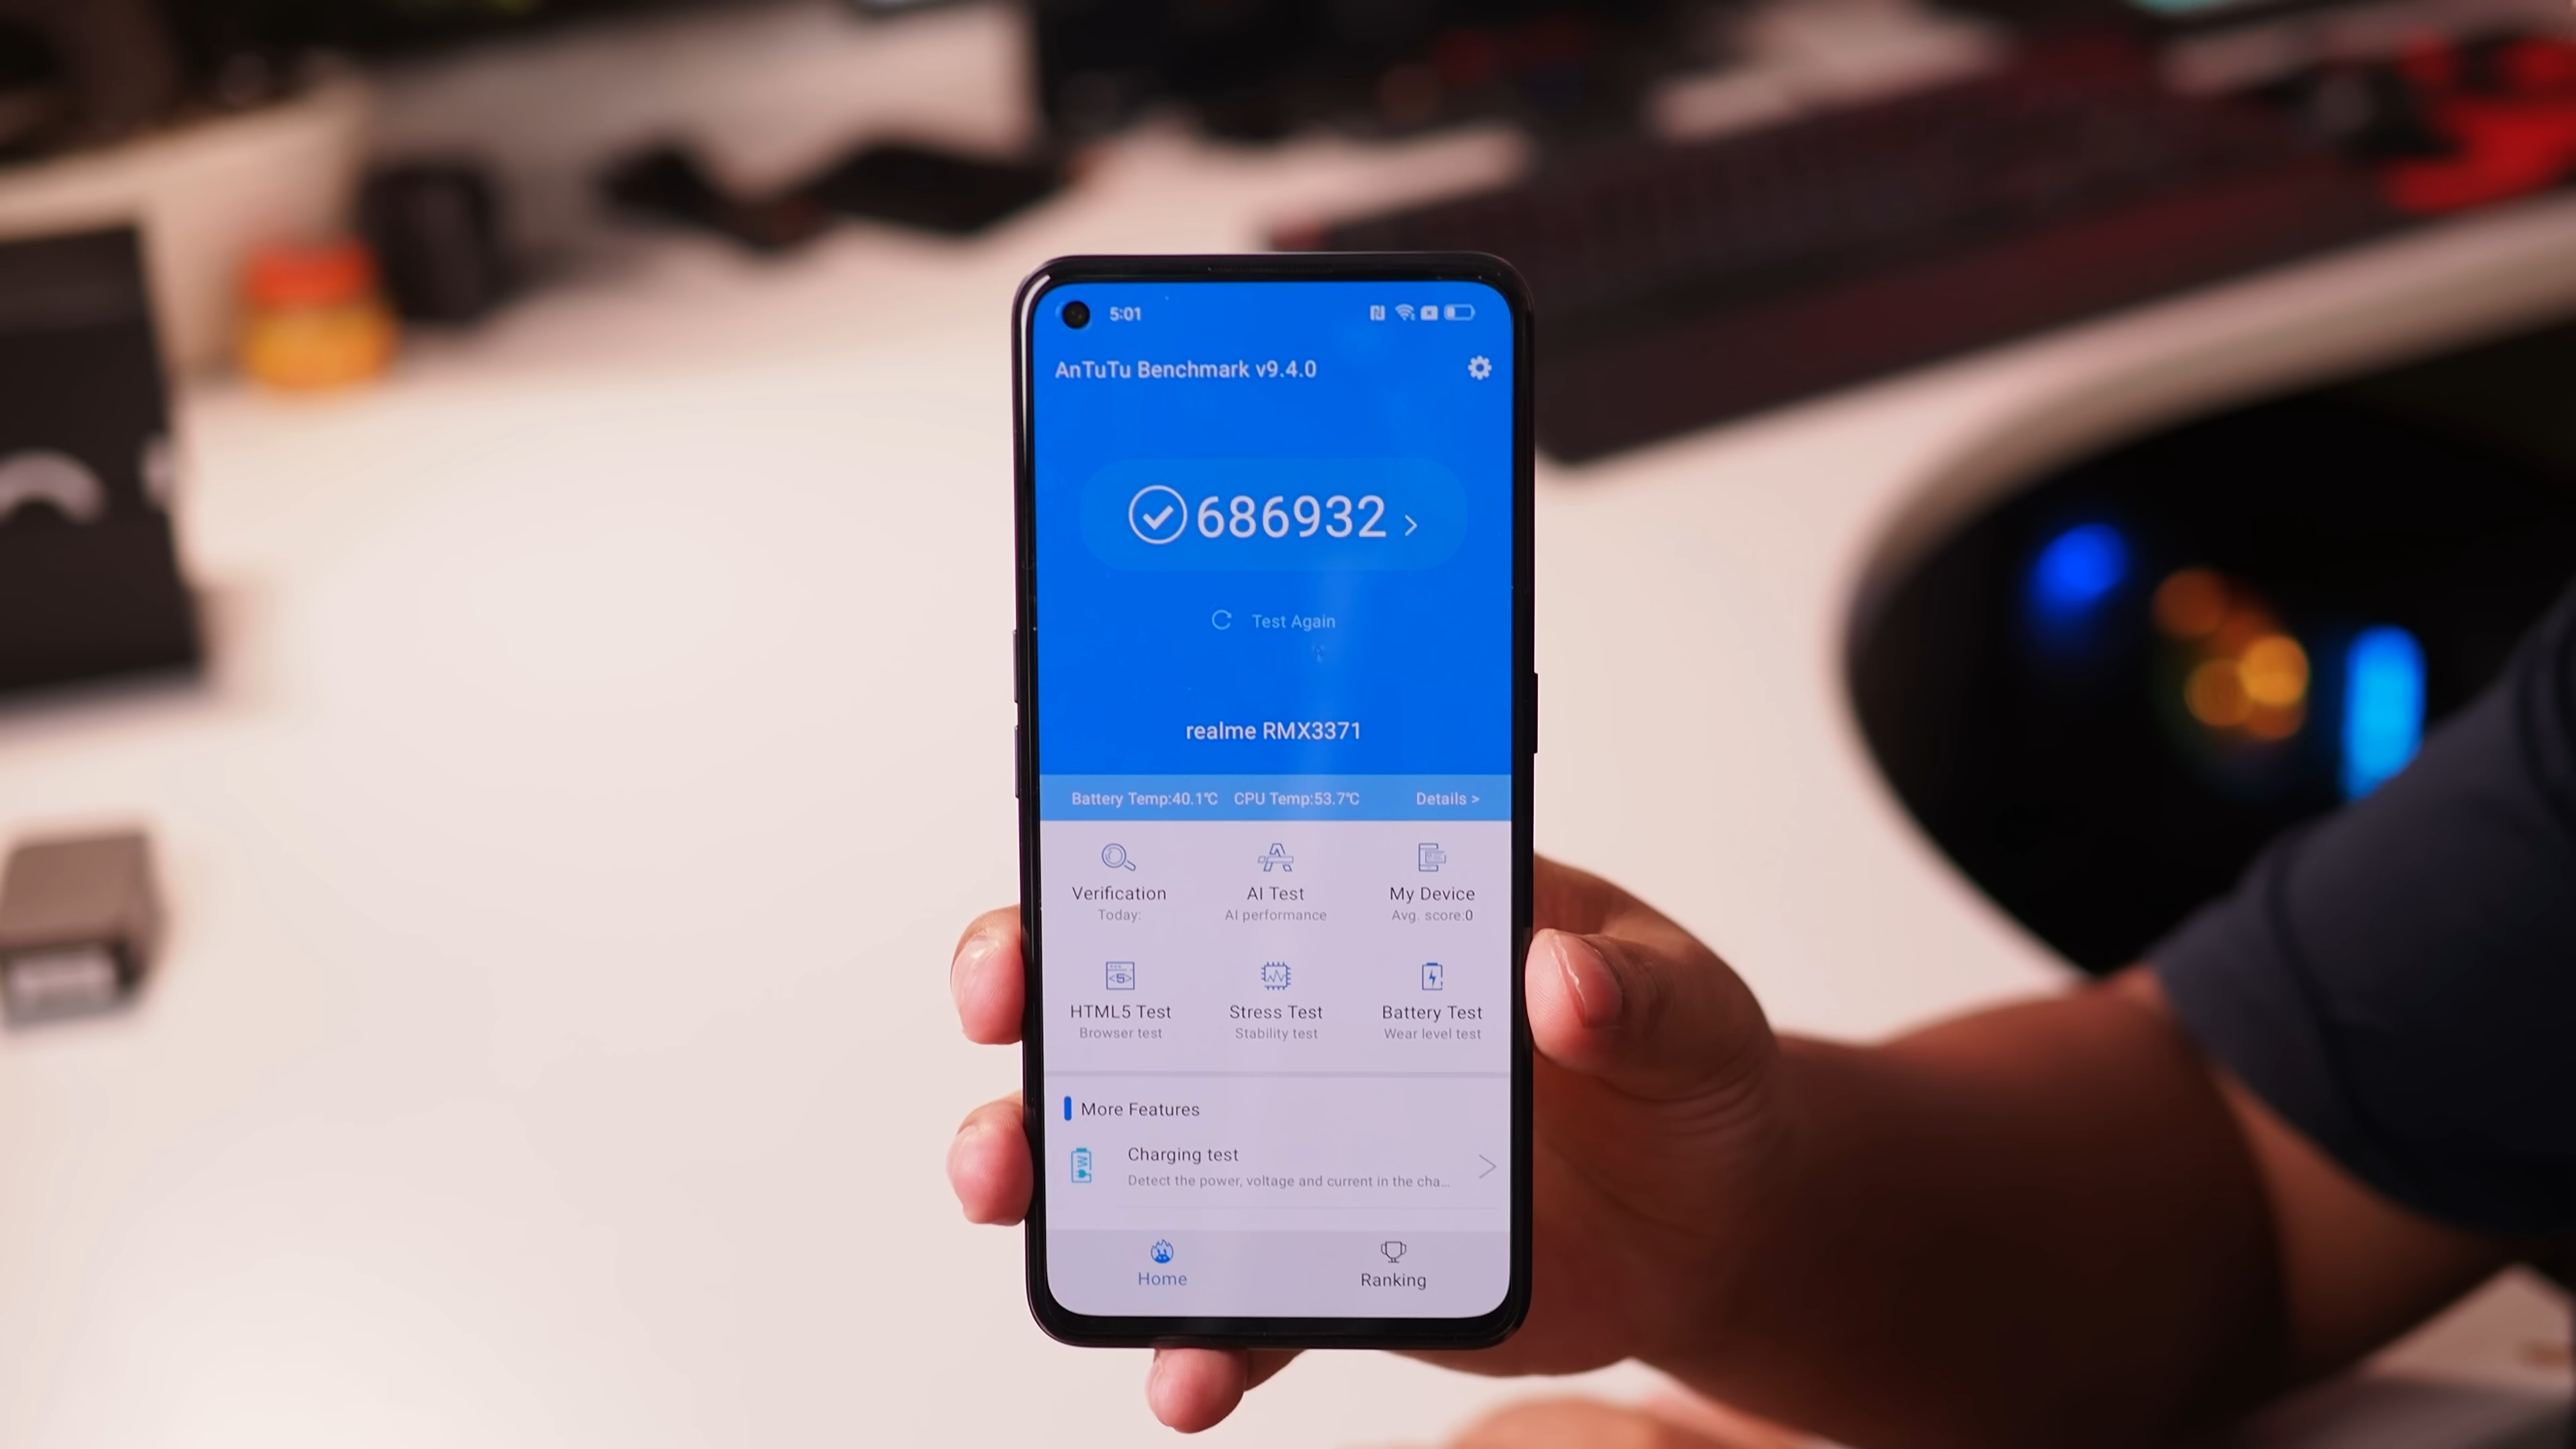 5:01
AnTuTu Benchmark v9.4.0
686932 >
Test Again
realme RMX3371
Battery Temp:40.1℃ CPU Temp:53.7℃ Details >
Verification AI Test My Device
Today: AI performance Avg. score:0
HTML5 Test Stress Test Battery Test
Browser test Stability test Wear level test
More Features
Charging test
Detect the power, voltage and current in the cha...
Home Ranking